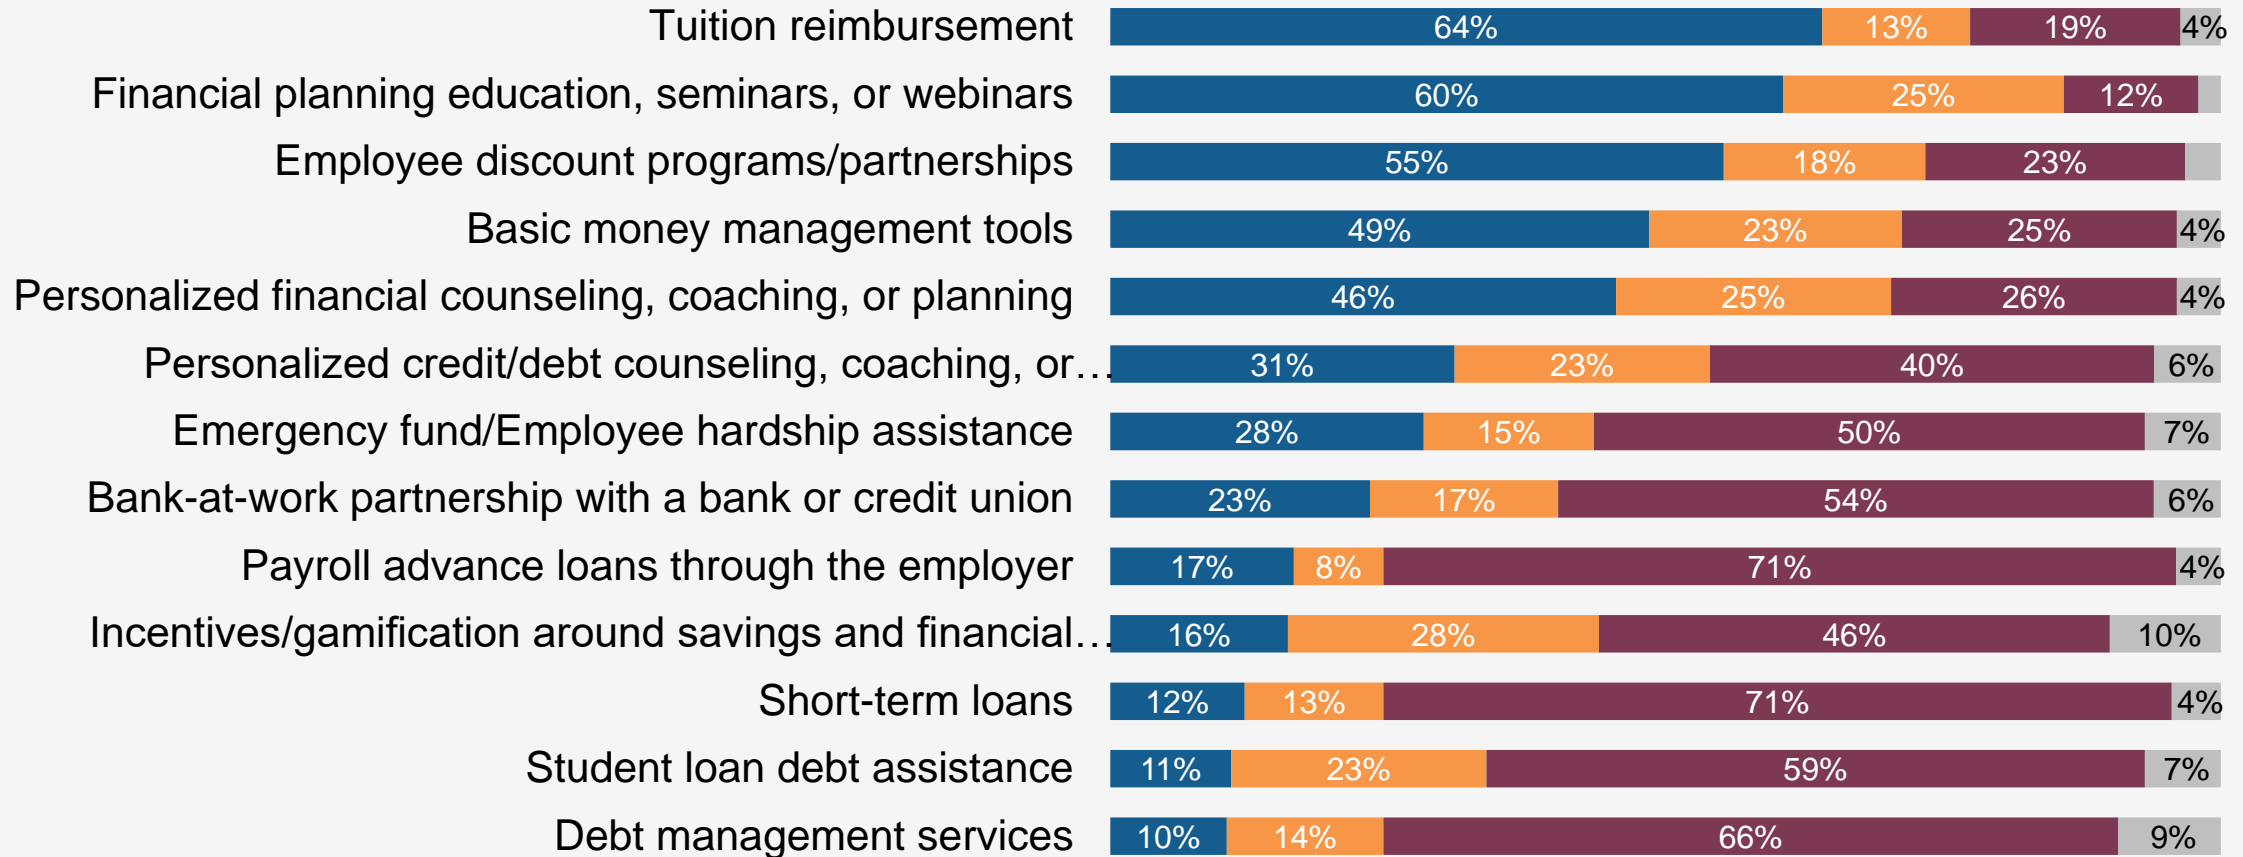 Tuition reimbursement 64% 13% 19% 4%
Financial planning education, seminars, or webinars 60% 25% 12%
Employee discount programs/partnerships 55% 18% 23%
Basic money management tools 49% 23% 25% 4%
Personalized financial counseling, coaching, or planning 46% 25% 26% 4%
Personalized credit/debt counseling, coaching, or… 31% 23% 40% 6%
Emergency fund/Employee hardship assistance 28% 15% 50% 7%
Bank-at-work partnership with a bank or credit union 23% 17% 54% 6%
Payroll advance loans through the employer 17% 8% 71% 4%
Incentives/gamification around savings and financial… 16% 28% 46% 10%
Short-term loans 12% 13% 71% 4%
Student loan debt assistance 11% 23% 59% 7%
Debt management services 10% 14% 66% 9%